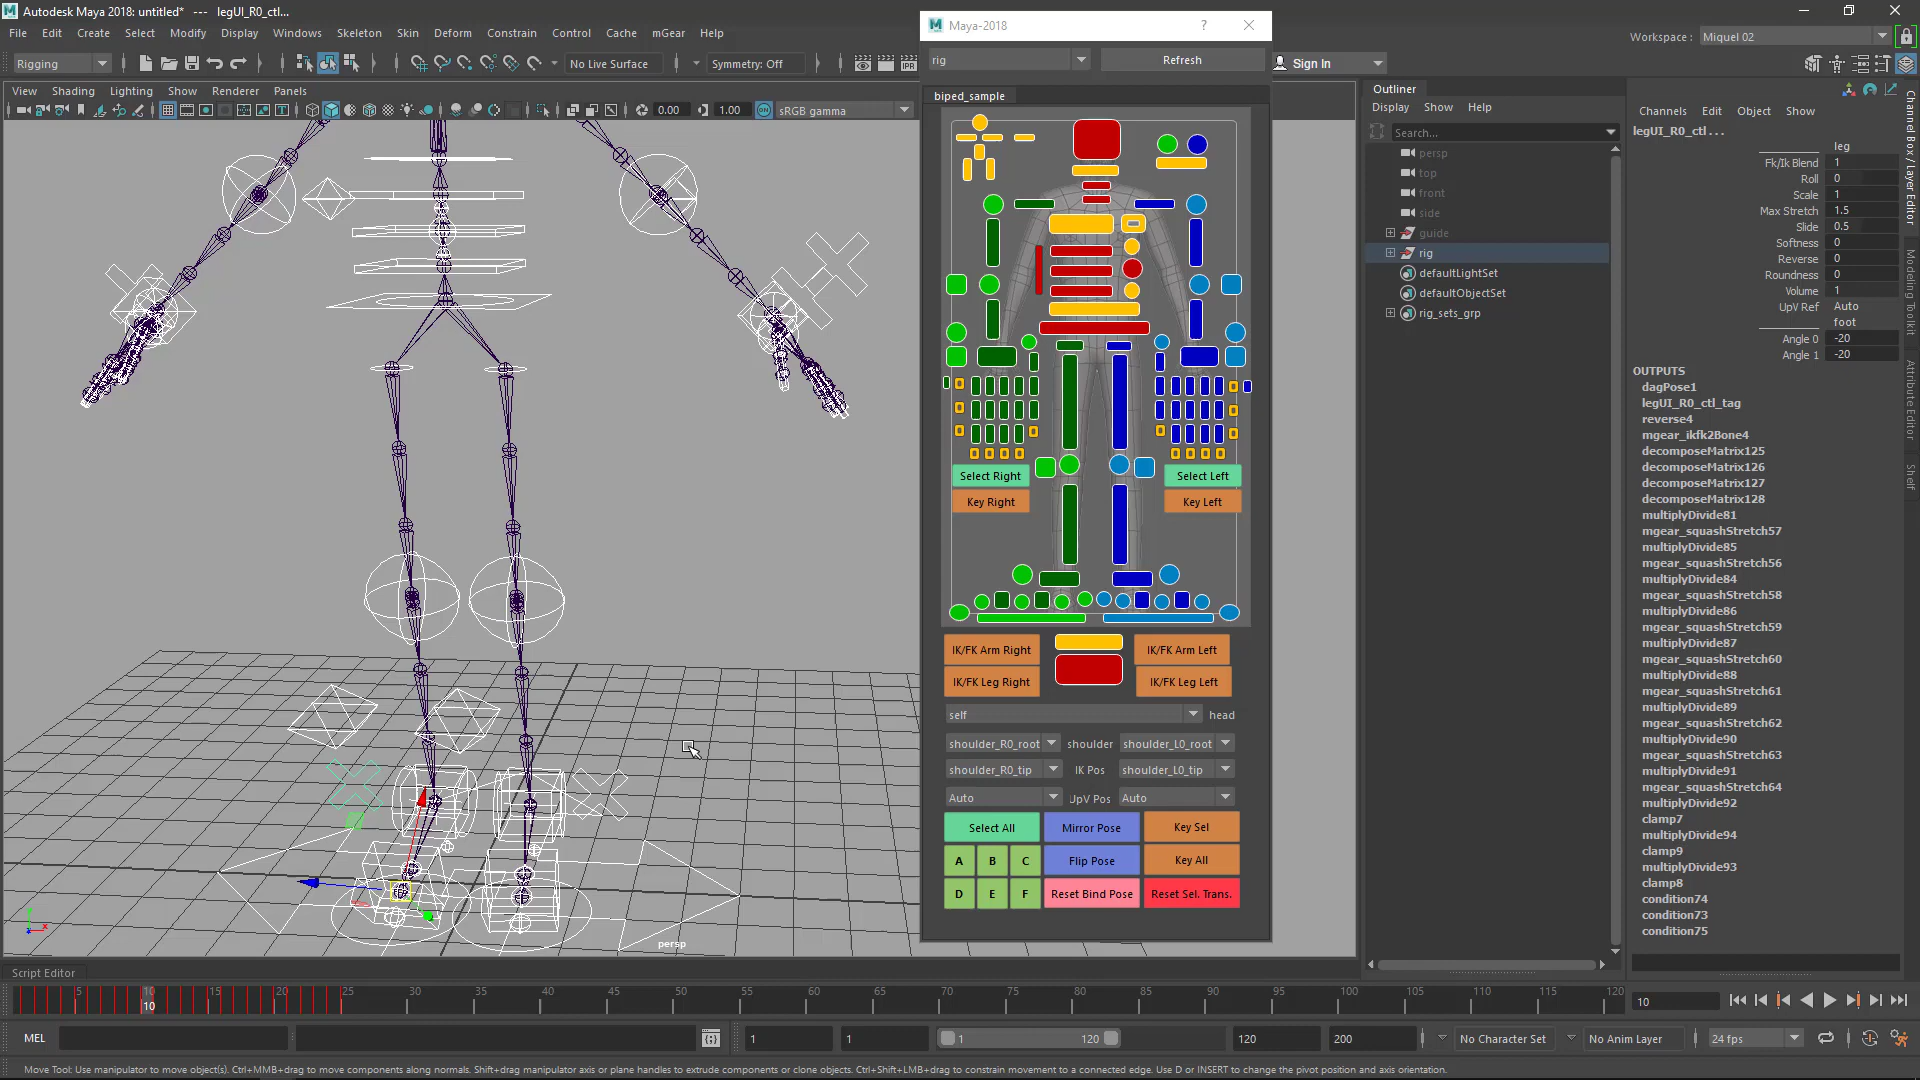 Autodesk Maya 2018: untitled*   ---   legUI_R0_ctl...
File Edit Create Select Modify Display Windows Skeleton Skin Deform Constrain Control Cache mGear Help
Workspace : Miquel 02
Rigging
No Live Surface
Symmetry: Off
IPR
Sign In
View Shading Lighting Show Renderer Panels
0.00
1.00
ON
sRGB gamma
persp
Maya-2018
?
rig
Refresh
biped_sample
Select Right
Select Left
Key Right
Key Left
IK/FK Arm Right
IK/FK Arm Left
IK/FK Leg Right
IK/FK Leg Left
self
head
shoulder_R0_root
shoulder
shoulder_L0_root
shoulder_R0_tip
IK Pos
shoulder_L0_tip
Auto
UpV Pos
Auto
Select All
Mirror Pose
Key Sel
A B C
Flip Pose
Key All
D E F
Reset Bind Pose
Reset Sel. Trans.
Outliner
Display Show Help
Search...
persp
top
front
side
guide
rig
defaultLightSet
defaultObjectSet
rig_sets_grp
Channels Edit Object Show
legUI_R0_ctl . . .
leg
Fk/Ik Blend 1
Roll 0
Scale 1
Max Stretch 1.5
Slide 0.5
Softness 0
Reverse 0
Roundness 0
Volume 1
UpV Ref Auto
foot
Angle 0 -20
Angle 1 -20
OUTPUTS
dagPose1
legUI_R0_ctl_tag
reverse4
mgear_ikfk2Bone4
decomposeMatrix125
decomposeMatrix126
decomposeMatrix127
decomposeMatrix128
multiplyDivide81
mgear_squashStretch57
multiplyDivide85
mgear_squashStretch56
multiplyDivide84
mgear_squashStretch58
multiplyDivide86
mgear_squashStretch59
multiplyDivide87
mgear_squashStretch60
multiplyDivide88
mgear_squashStretch61
multiplyDivide89
mgear_squashStretch62
multiplyDivide90
mgear_squashStretch63
multiplyDivide91
mgear_squashStretch64
multiplyDivide92
clamp7
multiplyDivide94
clamp9
multiplyDivide93
clamp8
condition74
condition73
condition75
Channel Box / Layer Editor
Modeling Toolkit
Attribute Editor
Shelf
Script Editor
5 10 15 20 25 30 35 40 45 50 55 60 65 70 75 80 85 90 95 100 105 110 115 120
10
10
MEL
1
1
1
120
120
200
No Character Set
No Anim Layer
24 fps
Move Tool: Use manipulator to move object(s). Ctrl+MMB+drag to move components along normals. Shift+drag manipulator axis or plane handles to extrude components or clone objects. Ctrl+Shift+LMB+drag to constrain movement to a connected edge. Use D or INSERT to change the pivot position and axis orientation.